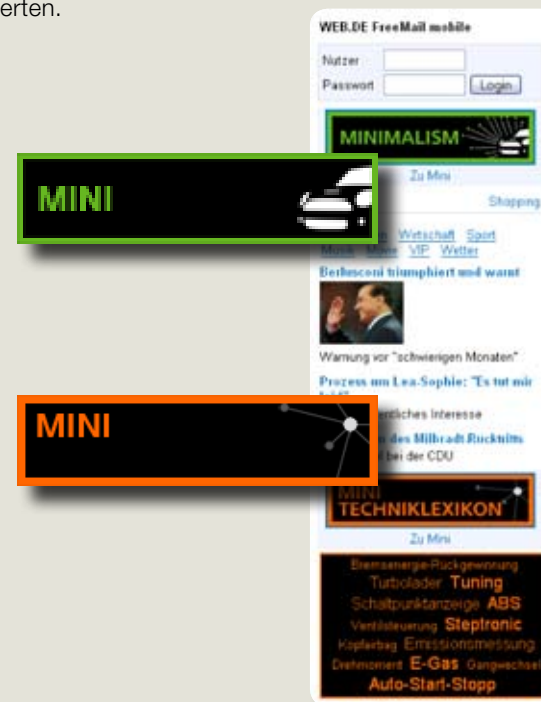 erten.
WEB.DE FreeMail mobile
Nutzer
Passwort Login
MINIMALISM
Zu Mini
MINI
Shopping
Wirtschaft Sport
Musik Movie VIP Wetter
Berlusconi triumphiert und warnt
Warnung vor "schwierigen Monaten"
Prozess um Lea-Sophie: "Es tut mir
entliches Interesse
des Milbradt Rücktritts
bei der CDU
MINI
MINI
TECHNIKLEXIKON
Zu Mini
Bremsenergie-Rückgewinnung
Turbolader Tuning
Schaltpunktanzeige ABS
Ventilsteuerung Steptronic
Emissionsmessung
Drehmoment E-Gas Gangwechsel
Auto-Start-Stopp